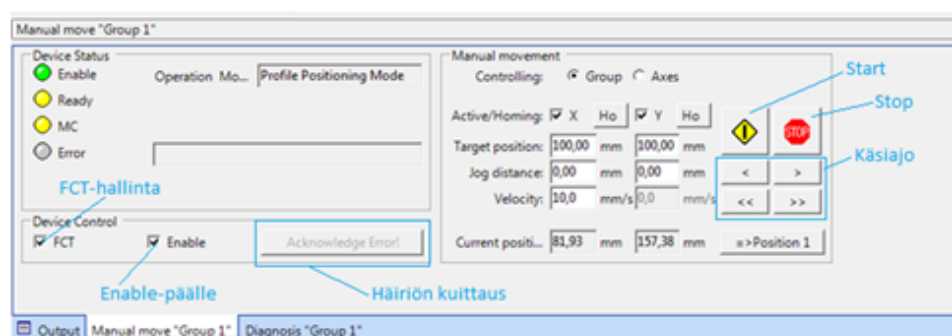 Manual move "Group 1"
Device Status
Enable
Operation Mo... Profile Positioning Mode
Ready
MC
Error
FCT-hallinta
Device Control
FCT
Enable
Acknowledge Error!
Enable-päälle
Häiriön kuittaus
Manual movement
Controlling: Group Axes
Active/Homing: X Ho Y Ho
Target position: 100,00 mm 100,00 mm
Jog distance: 0,00 mm 0,00 mm
Velocity: 10,0 mm/s 0,0 mm/s
Current positi... 81,93 mm 157,38 mm =>Position 1
Start
Stop
STOP
Käsiajo
< >
<< >>
Output Manual move "Group 1" Diagnosis "Group 1"